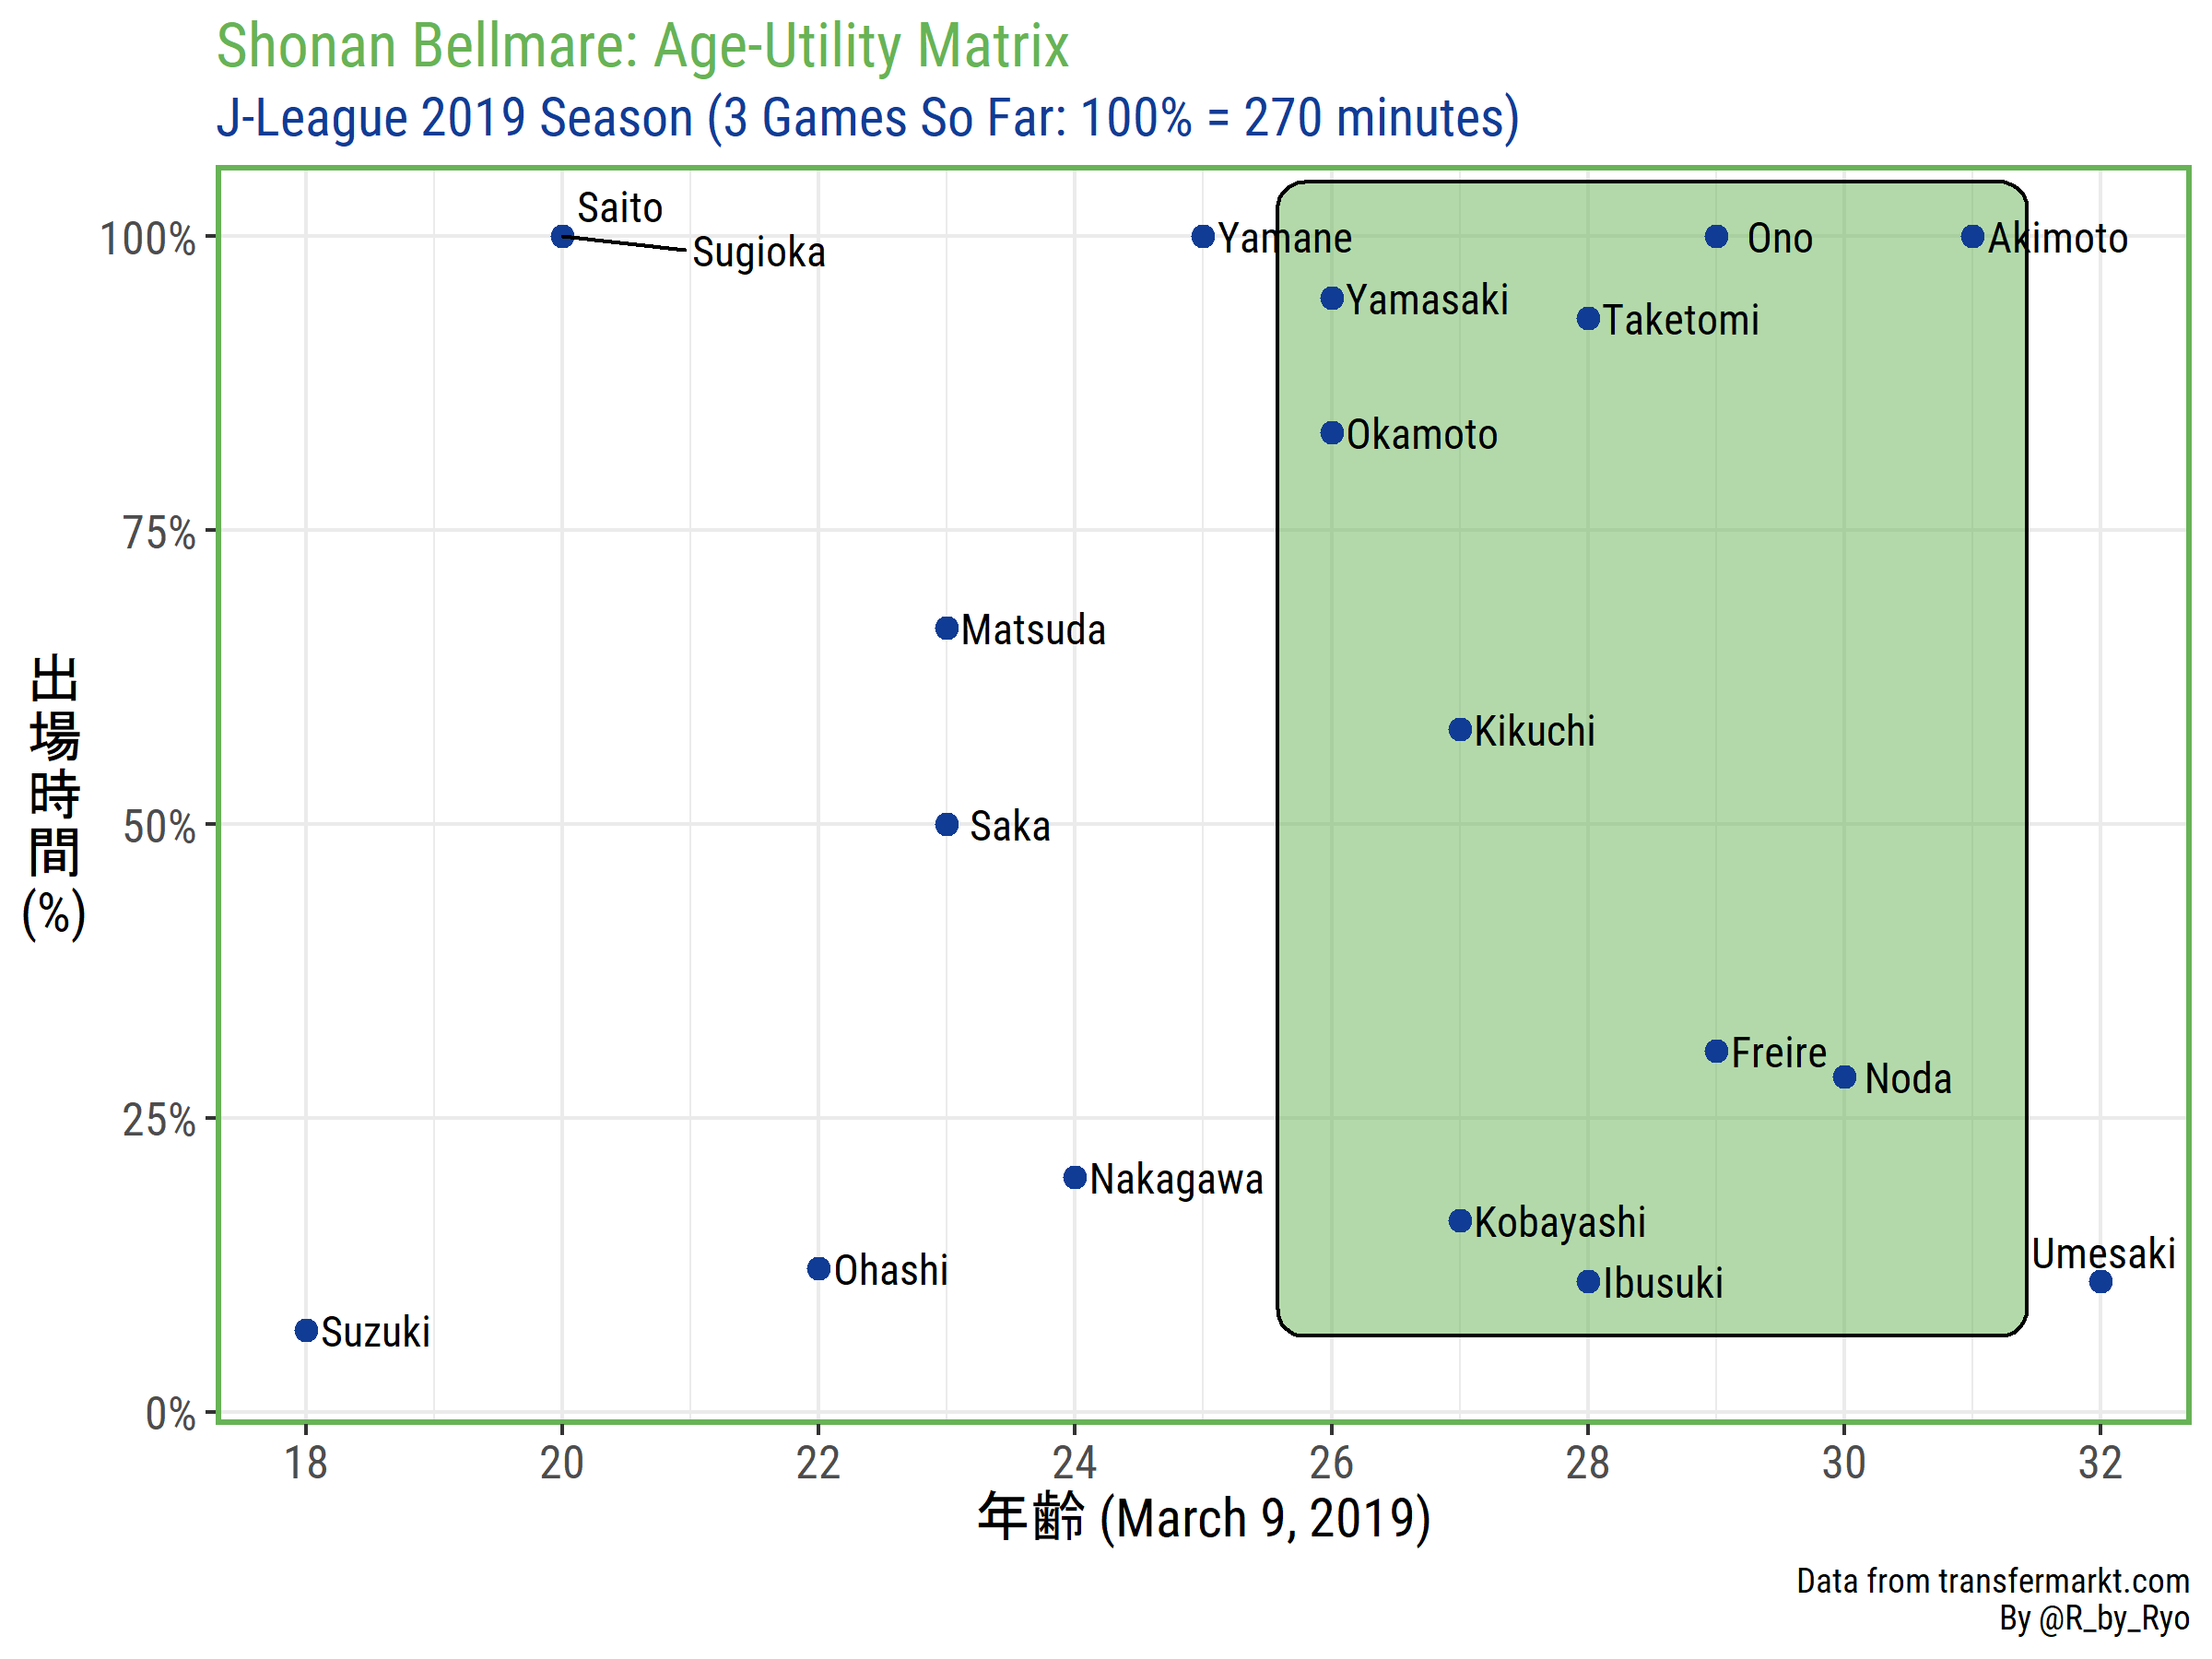 Shonan Bellmare: Age-Utility Matrix
J-League 2019 Season (3 Games So Far: 100% = 270 minutes)
出場時間(%)
100%
75%
50%
25%
0%
Saito
Sugioka
Yamane
Ono
Akimoto
Yamasaki
Taketomi
Okamoto
Matsuda
Kikuchi
Saka
Freire
Noda
Nakagawa
Kobayashi
Umesaki
Ohashi
Ibusuki
Suzuki
18 20 22 24 26 28 30 32
年齢 (March 9, 2019)
Data from transfermarkt.com
By @R_by_Ryo